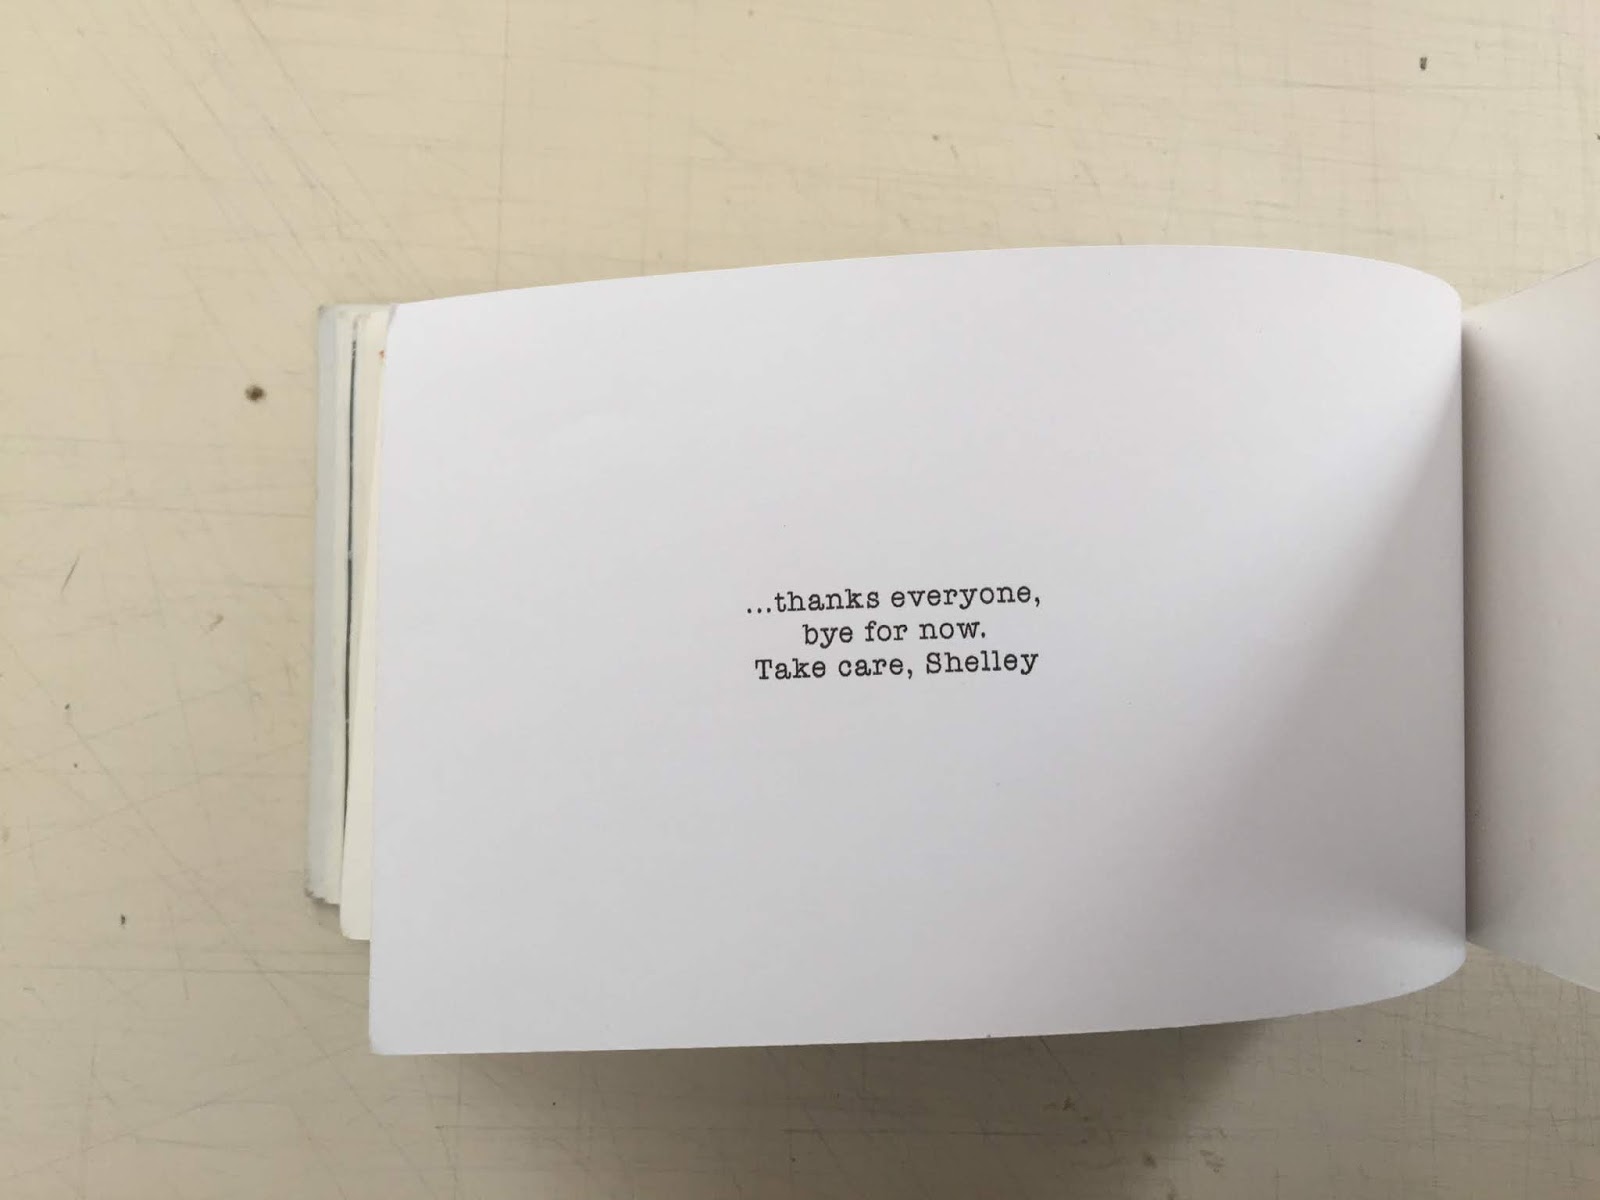 ...thanks everyone,
bye for now.
Take care, Shelley